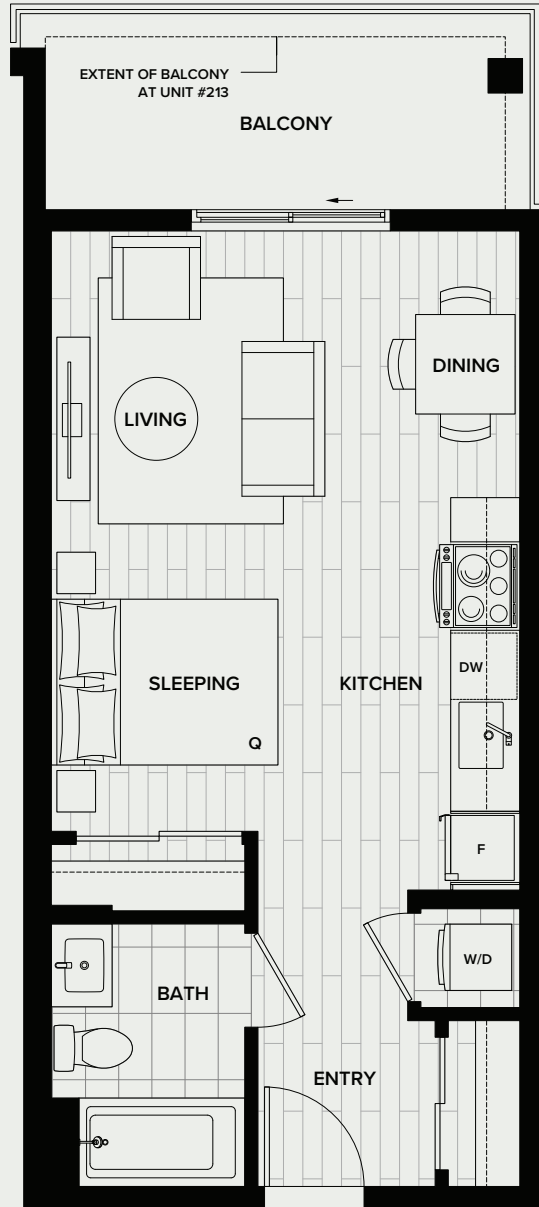 EXTENT OF BALCONY
AT UNIT #213
BALCONY
DINING
LIVING
DW
SLEEPING
KITCHEN
Q
F
W/D
BATH
ENTRY